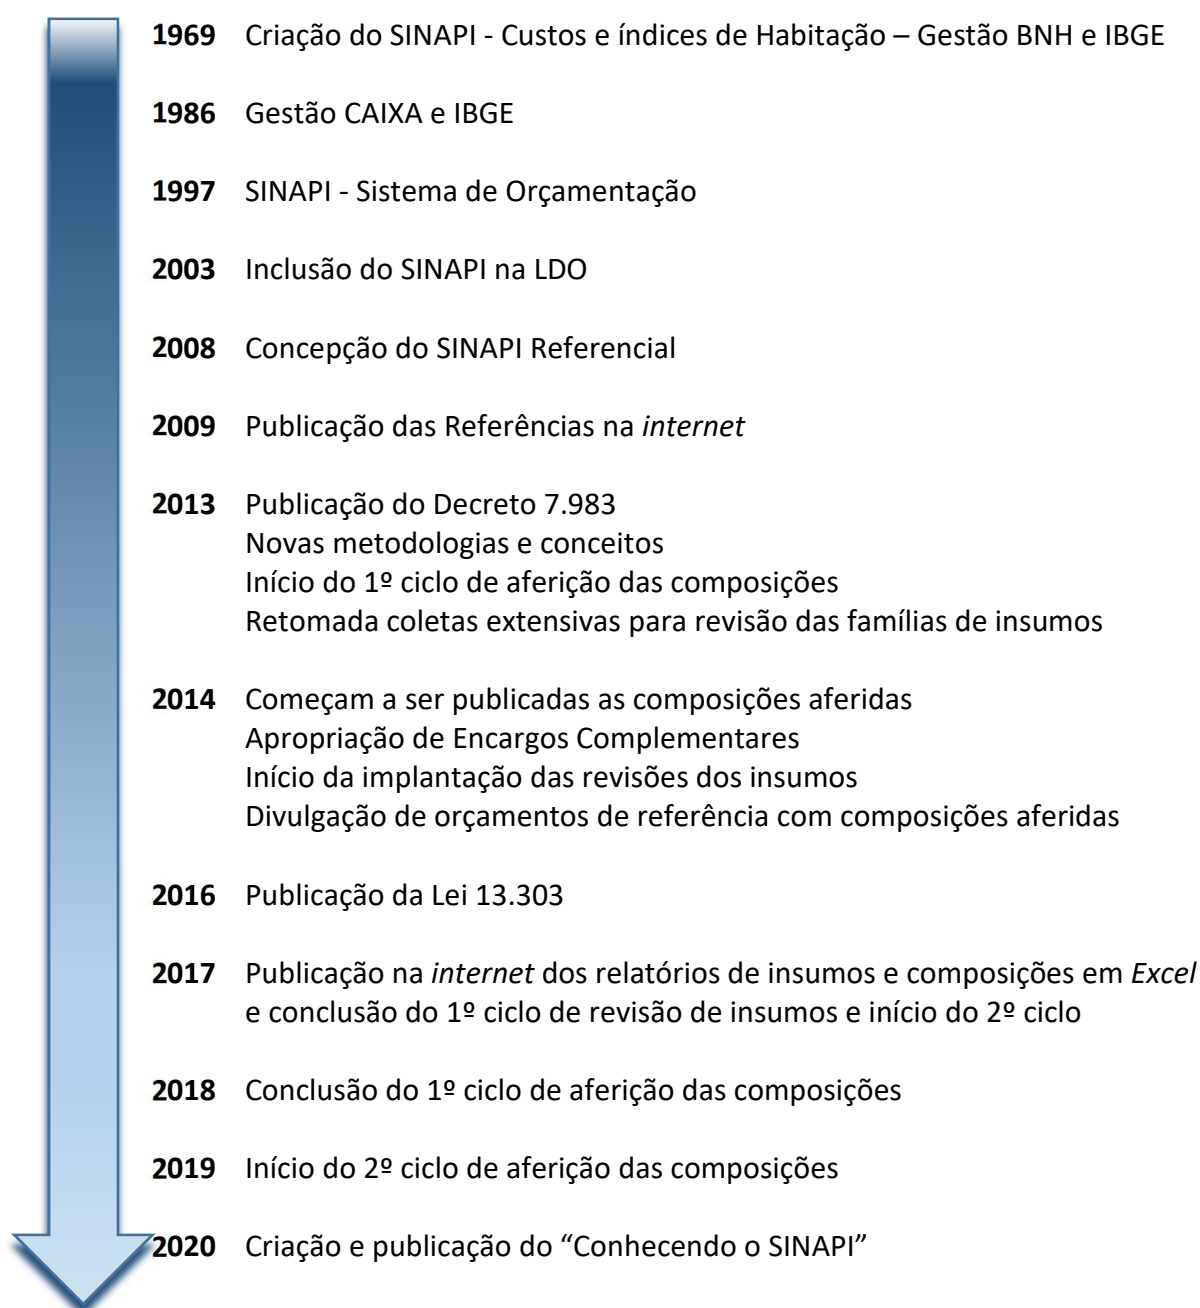 1969 Criação do SINAPI - Custos e índices de Habitação – Gestão BNH e IBGE
1986 Gestão CAIXA e IBGE
1997 SINAPI - Sistema de Orçamentação
2003 Inclusão do SINAPI na LDO
2008 Concepção do SINAPI Referencial
2009 Publicação das Referências na internet
2013 Publicação do Decreto 7.983
Novas metodologias e conceitos
Início do 1º ciclo de aferição das composições
Retomada coletas extensivas para revisão das famílias de insumos
2014 Começam a ser publicadas as composições aferidas
Apropriação de Encargos Complementares
Início da implantação das revisões dos insumos
Divulgação de orçamentos de referência com composições aferidas
2016 Publicação da Lei 13.303
2017 Publicação na internet dos relatórios de insumos e composições em Excel
e conclusão do 1º ciclo de revisão de insumos e início do 2º ciclo
2018 Conclusão do 1º ciclo de aferição das composições
2019 Início do 2º ciclo de aferição das composições
2020 Criação e publicação do “Conhecendo o SINAPI”